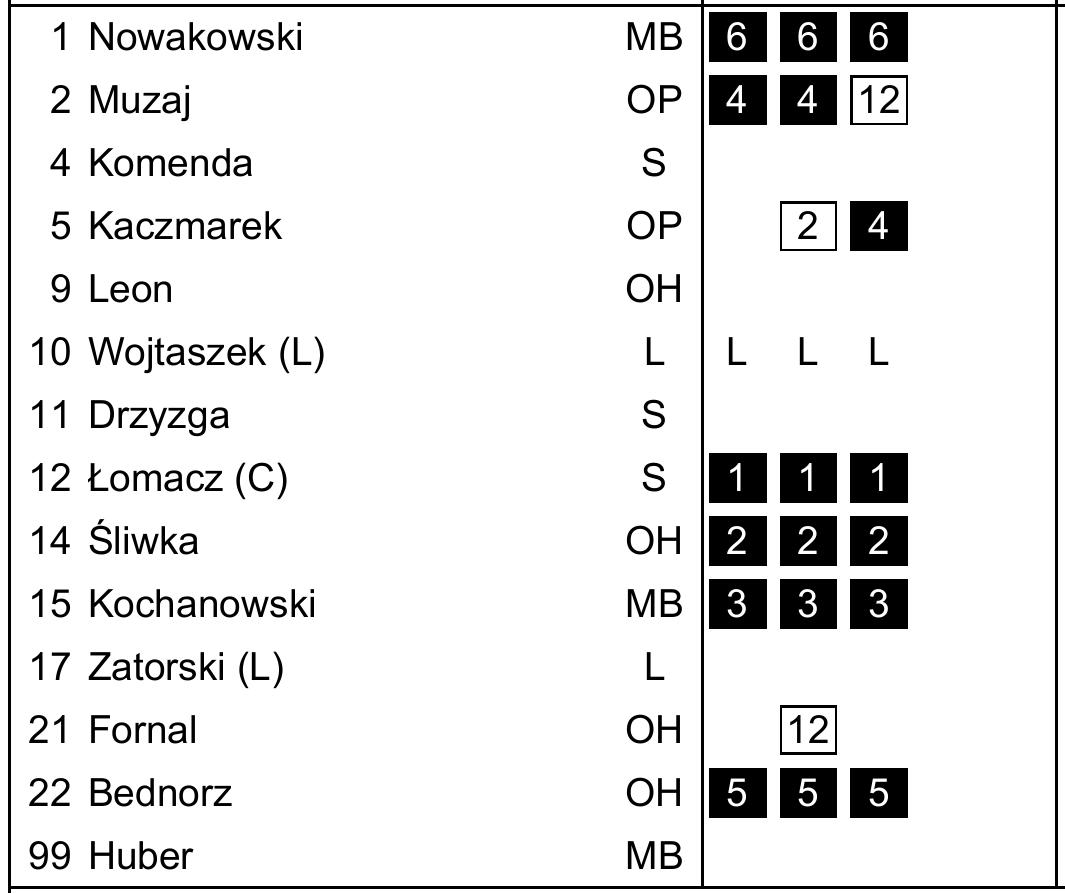 1 Nowakowski MB 6 6 6
2 Muzaj OP 4 4 12
4 Komenda S
5 Kaczmarek OP 2 4
9 Leon OH
10 Wojtaszek (L) L L L L
11 Drzyzga S
12 Łomacz (C) S 1 1 1
14 Śliwka OH 2 2 2
15 Kochanowski MB 3 3 3
17 Zatorski (L) L
21 Fornal OH 12
22 Bednorz OH 5 5 5
99 Huber MB